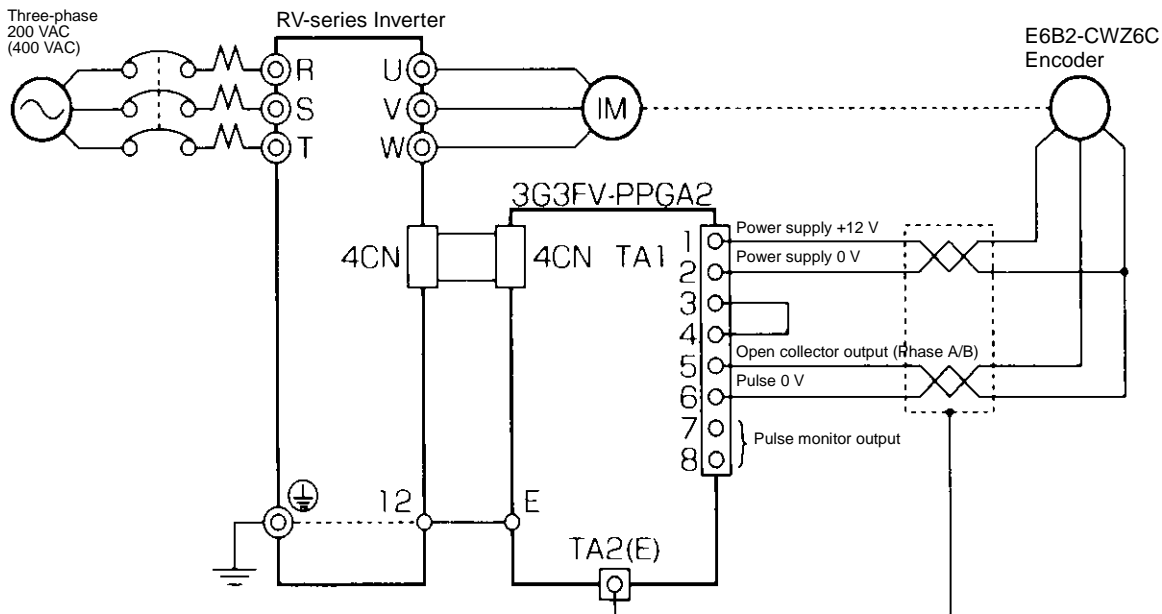 Three-phase
200 VAC
(400 VAC)
RV-series Inverter
E6B2-CWZ6C
Encoder
R
U
S
V
IM
T
W
3G3FV-PPGA2
4CN
4CN
TA1
1
Power supply +12 V
2
Power supply 0 V
3
4
5
Open collector output (Phase A/B)
6
Pulse 0 V
7
8
Pulse monitor output
12
E
TA2(E)